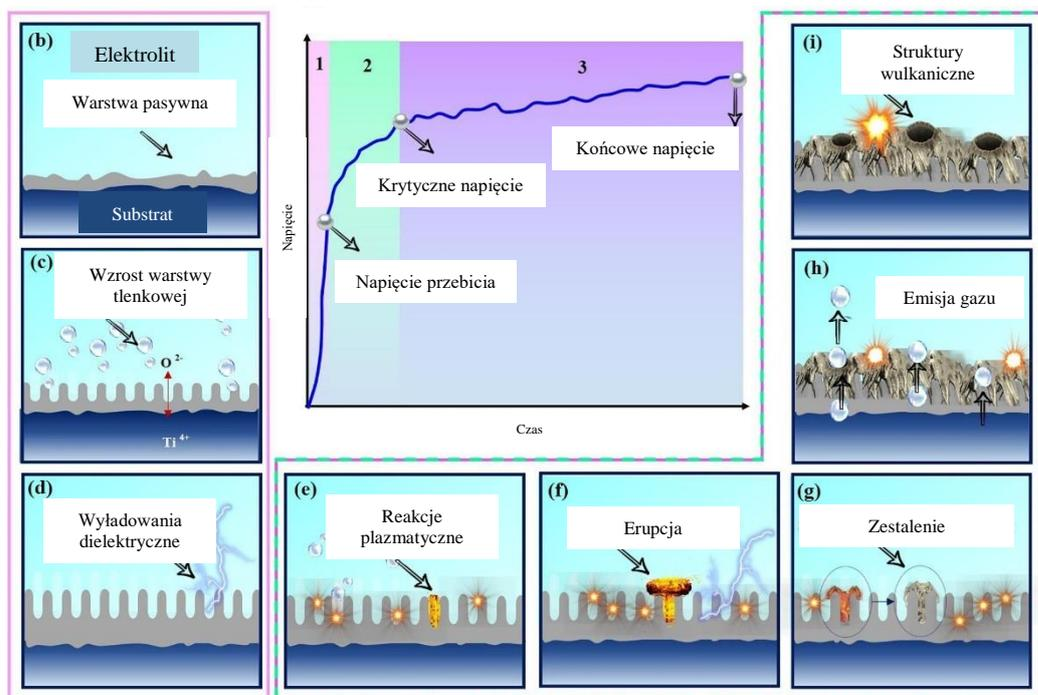 (b)
Elektrolit
Warstwa pasywna
Substrat
(c)
Wzrost warstwy
tlenkowej
O 2-
Ti 4+
(d)
Wyładowania
dielektryczne
1
2
3
Napięcie
Końcowe napięcie
Krytyczne napięcie
Napięcie przebicia
Czas
(e)
Reakcje
plazmatyczne
(f)
Erupcja
(g)
Zestalenie
(h)
Emisja gazu
(i)
Struktury
wulkaniczne